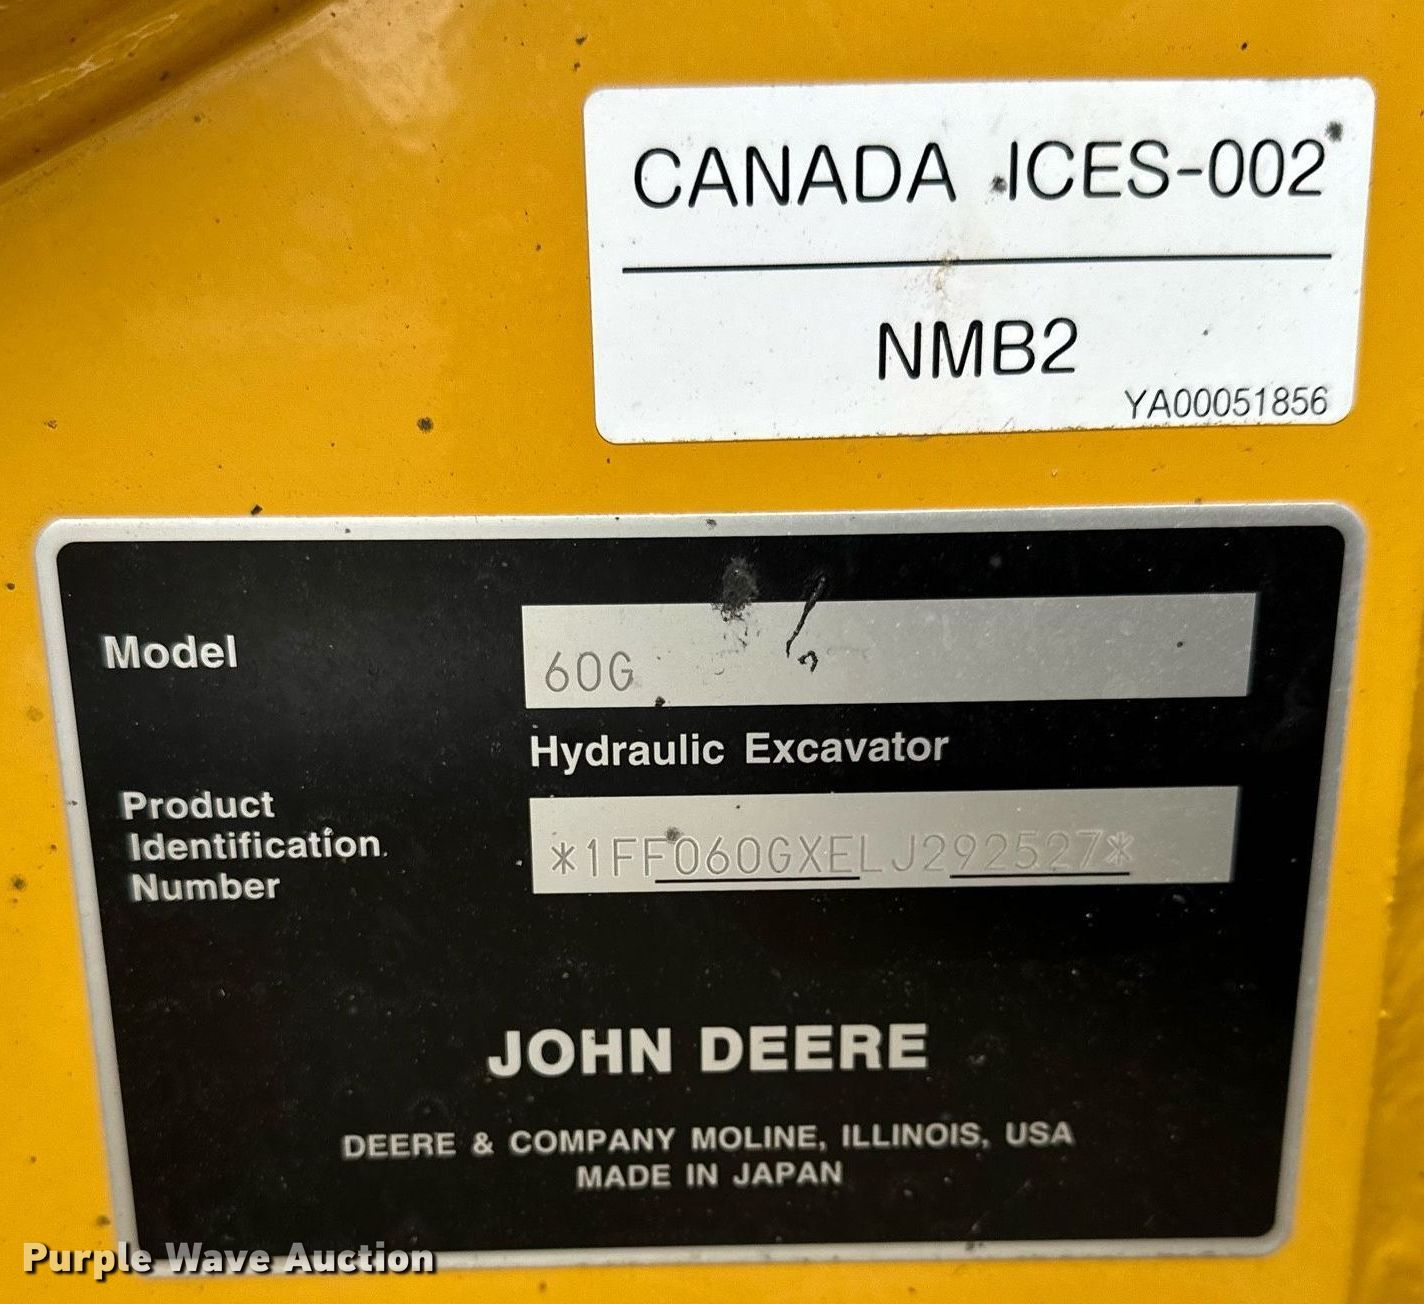 CANADA ICES-002
NMB2
YA00051856
Model
60G
Hydraulic Excavator
Product
Identification
Number
*1FF060GXELJ292527*
JOHN DEERE
DEERE & COMPANY MOLINE, ILLINOIS, USA
MADE IN JAPAN
Purple Wave Auction